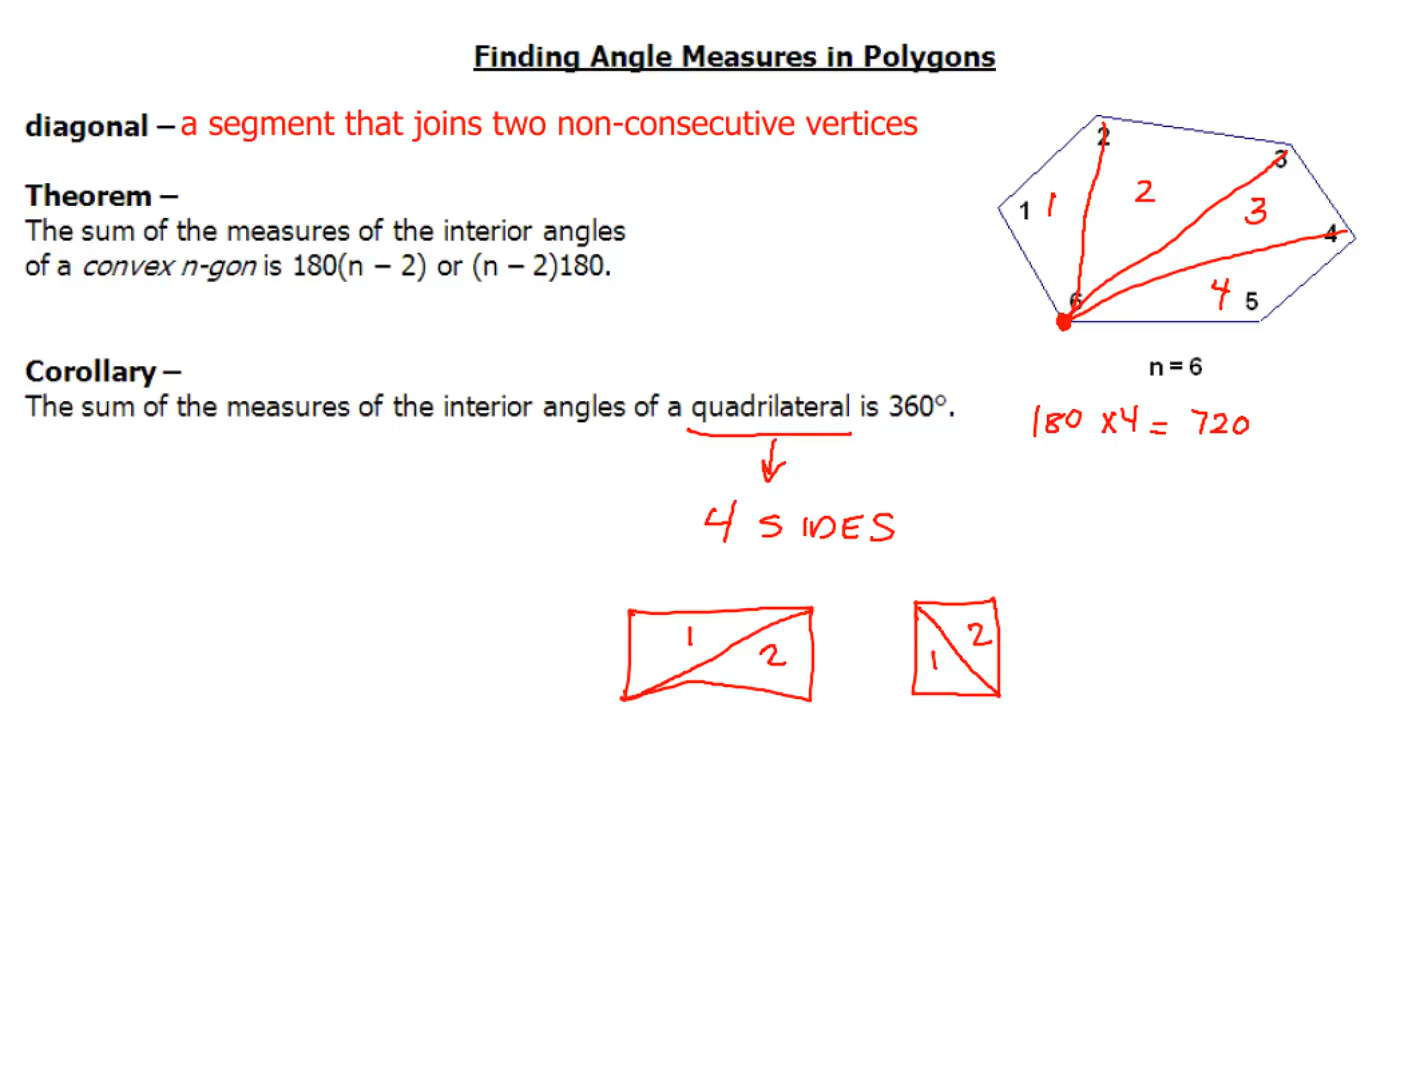 Finding Angle Measures in Polygons
diagonal – a segment that joins two non-consecutive vertices
Theorem –
The sum of the measures of the interior angles
of a convex n-gon is 180(n – 2) or (n – 2)180.
2
3
1 1
2
3
4
6
4 5
n = 6
180 x4 = 720
Corollary –
The sum of the measures of the interior angles of a quadrilateral is 360°.
4 SIDES
1
2
1
2